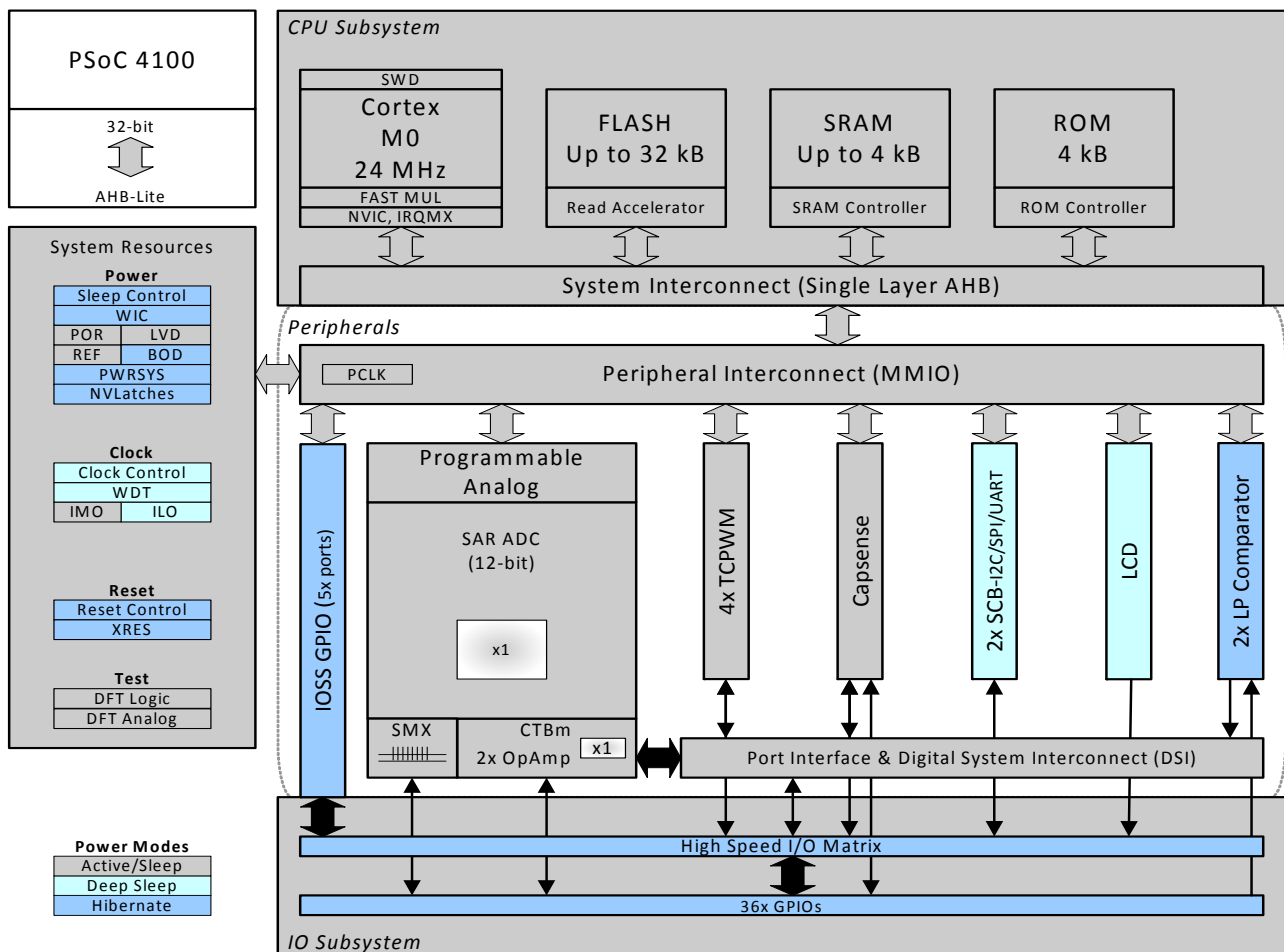 PSoC 4100
32-bit
AHB-Lite
CPU Subsystem
SWD
Cortex
M0
24 MHz
FAST MUL
NVIC, IRQMX
FLASH
Up to 32 kB
Read Accelerator
SRAM
Up to 4 kB
SRAM Controller
ROM
4 kB
ROM Controller
System Interconnect (Single Layer AHB)
System Resources
Power
Sleep Control
WIC
POR LVD
REF BOD
PWRSYS
NVLatches
Clock
Clock Control
WDT
IMO ILO
Reset
Reset Control
XRES
Test
DFT Logic
DFT Analog
Peripherals
PCLK
Peripheral Interconnect (MMIO)
IOSS GPIO (5x ports)
Programmable
Analog
SAR ADC
(12-bit)
x1
SMX
CTBm
2x OpAmp
x1
4x TCPWM
Capsense
2x SCB-I2C/SPI/UART
LCD
2x LP Comparator
Port Interface & Digital System Interconnect (DSI)
High Speed I/O Matrix
36x GPIOs
IO Subsystem
Power Modes
Active/Sleep
Deep Sleep
Hibernate